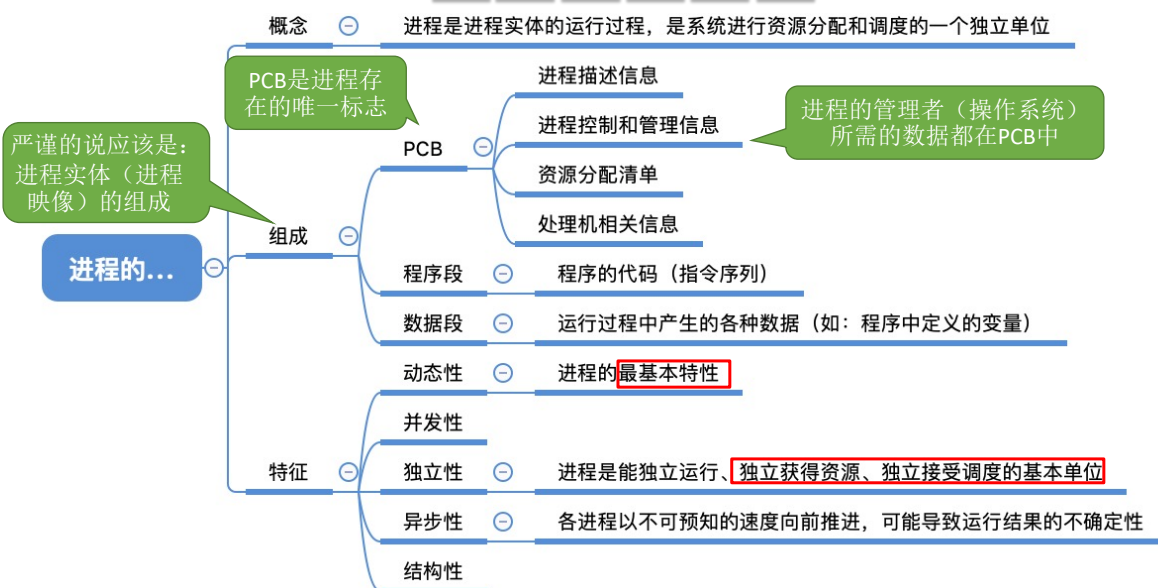 概念
进程是进程实体的运行过程，是系统进行资源分配和调度的一个独立单位
PCB是进程存
在的唯一标志
进程描述信息
进程的管理者（操作系统）
所需的数据都在PCB中
进程控制和管理信息
PCB
严谨的说应该是：
进程实体（进程
映像）的组成
资源分配清单
处理机相关信息
组成
进程的...
程序段
程序的代码（指令序列）
数据段
运行过程中产生的各种数据（如：程序中定义的变量）
动态性
进程的最基本特性
并发性
特征
独立性
进程是能独立运行、独立获得资源、独立接受调度的基本单位
异步性
各进程以不可预知的速度向前推进，可能导致运行结果的不确定性
结构性